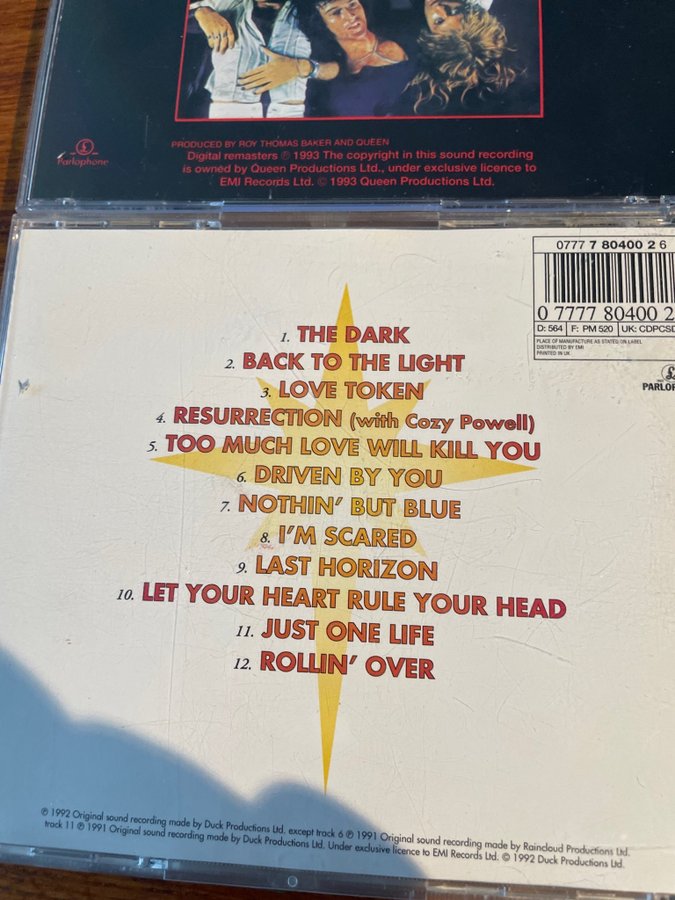 Parlophone
PRODUCED BY ROY THOMAS BAKER AND QUEEN
Digital remasters ℗ 1993 The copyright in this sound recording
is owned by Queen Productions Ltd., under exclusive licence to
EMI Records Ltd. © 1993 Queen Productions Ltd.
0777 7 80400 2 6
0 77777 80400 2
D: 564 F: PM 520 UK: CDPCSD
PLACE OF MANUFACTURE AS STATED ON LABEL
DISTRIBUTED BY EMI
PRINTED IN UK
£
PARLOP
1. THE DARK
2. BACK TO THE LIGHT
3. LOVE TOKEN
4. RESURRECTION (with Cozy Powell)
5. TOO MUCH LOVE WILL KILL YOU
6. DRIVEN BY YOU
7. NOTHIN' BUT BLUE
8. I'M SCARED
9. LAST HORIZON
10. LET YOUR HEART RULE YOUR HEAD
11. JUST ONE LIFE
12. ROLLIN' OVER
℗ 1992 Original sound recording made by Duck Productions Ltd. except track 6 ℗ 1991 Original sound recording made by Raincloud Productions Ltd.
track 11 ℗ 1991 Original sound recording made by Duck Productions Ltd. Under exclusive licence to EMI Records Ltd. © 1992 Duck Productions Ltd.